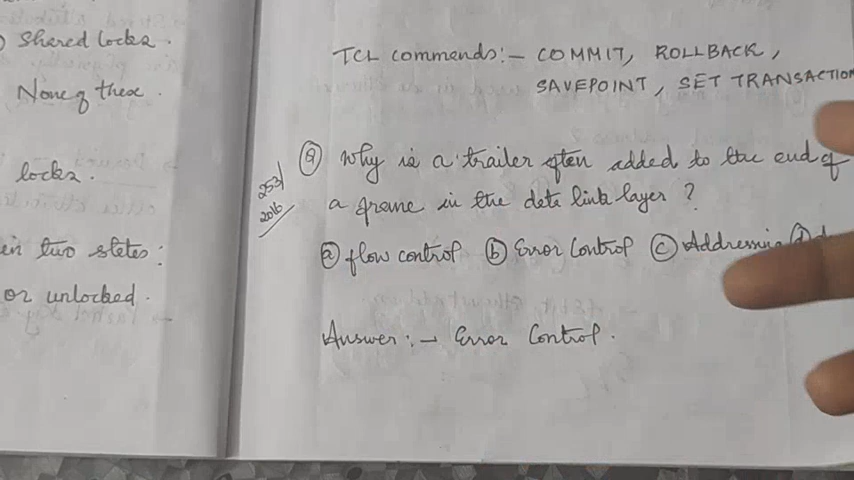 Shared locks.
None of these.
locks.
in two states:
or unlocked.
TCL commands:- COMMIT, ROLLBACK,
SAVEPOINT, SET TRANSACTION
253/
2016
Q Why is a trailer often added to the end of
a frame in the data link layer ?
a flow control b Error Control c Addressing d
Answer:→ Error Control.